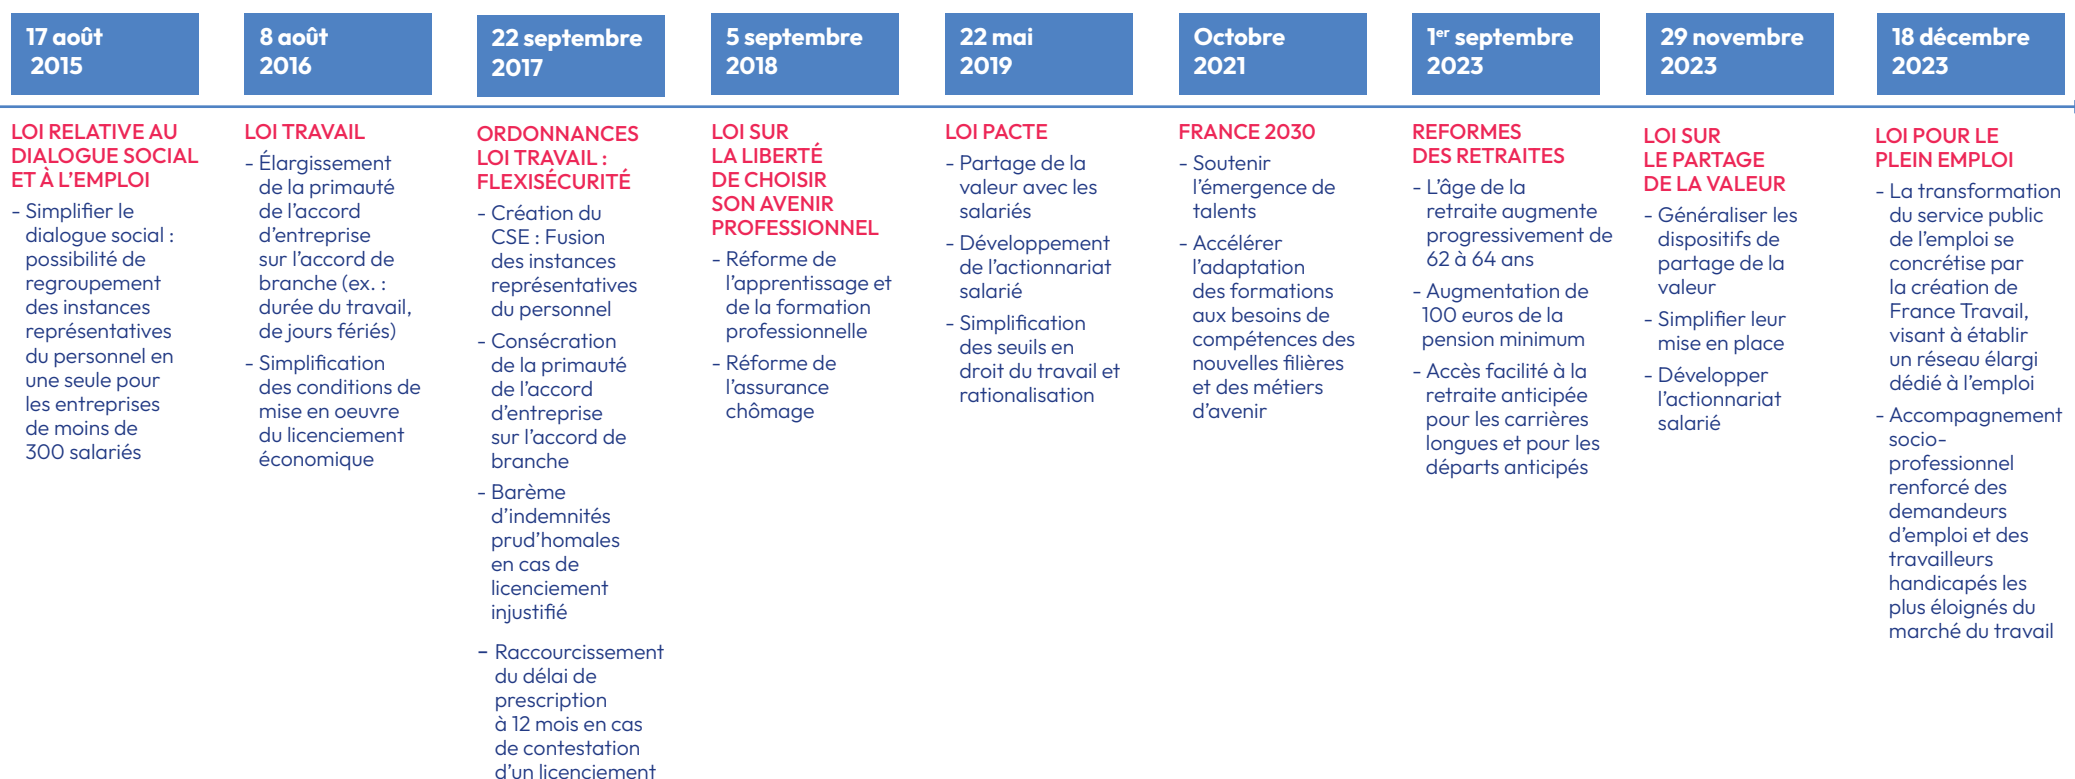 17 août
2015
LOI RELATIVE AU
DIALOGUE SOCIAL
ET À L’EMPLOI
- Simplifier le
dialogue social :
possibilité de
regroupement
des instances
représentatives
du personnel en
une seule pour
les entreprises
de moins de
300 salariés
8 août
2016
LOI TRAVAIL
- Élargissement
de la primauté
de l’accord
d’entreprise
sur l’accord de
branche (ex. :
durée du travail,
de jours fériés)
- Simplification
des conditions de
mise en oeuvre
du licenciement
économique
22 septembre
2017
ORDONNANCES
LOI TRAVAIL :
FLEXISÉCURITÉ
- Création du
CSE : Fusion
des instances
représentatives
du personnel
- Consécration
de la primauté
de l’accord
d’entreprise
sur l’accord de
branche
- Barème
d’indemnités
prud’homales
en cas de
licenciement
injustifié
- Raccourcissement
du délai de
prescription
à 12 mois en cas
de contestation
d’un licenciement
5 septembre
2018
LOI SUR
LA LIBERTÉ
DE CHOISIR
SON AVENIR
PROFESSIONNEL
- Réforme de
l’apprentissage et
de la formation
professionnelle
- Réforme de
l’assurance
chômage
22 mai
2019
LOI PACTE
- Partage de la
valeur avec les
salariés
- Développement
de l’actionnariat
salarié
- Simplification
des seuils en
droit du travail et
rationalisation
Octobre
2021
FRANCE 2030
- Soutenir
l’émergence de
talents
- Accélérer
l’adaptation
des formations
aux besoins de
compétences des
nouvelles filières
et des métiers
d’avenir
1er septembre
2023
REFORMES
DES RETRAITES
- L’âge de la
retraite augmente
progressivement de
62 à 64 ans
- Augmentation de
100 euros de la
pension minimum
- Accès facilité à la
retraite anticipée
pour les carrières
longues et pour les
départs anticipés
29 novembre
2023
LOI SUR
LE PARTAGE
DE LA VALEUR
- Généraliser les
dispositifs de
partage de la
valeur
- Simplifier leur
mise en place
- Développer
l’actionnariat
salarié
18 décembre
2023
LOI POUR LE
PLEIN EMPLOI
- La transformation
du service public
de l’emploi se
concrétise par
la création de
France Travail,
visant à établir
un réseau élargi
dédié à l’emploi
- Accompagnement
socio-
professionnel
renforcé des
demandeurs
d’emploi et des
travailleurs
handicapés les
plus éloignés du
marché du travail